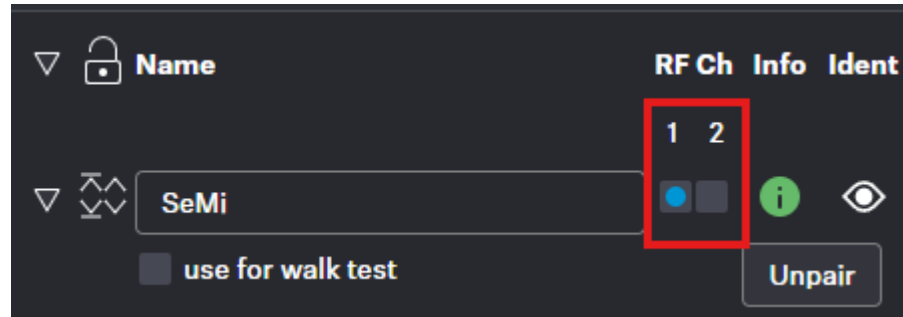 Name RF Ch Info Ident
1 2
SeMi
use for walk test
Unpair